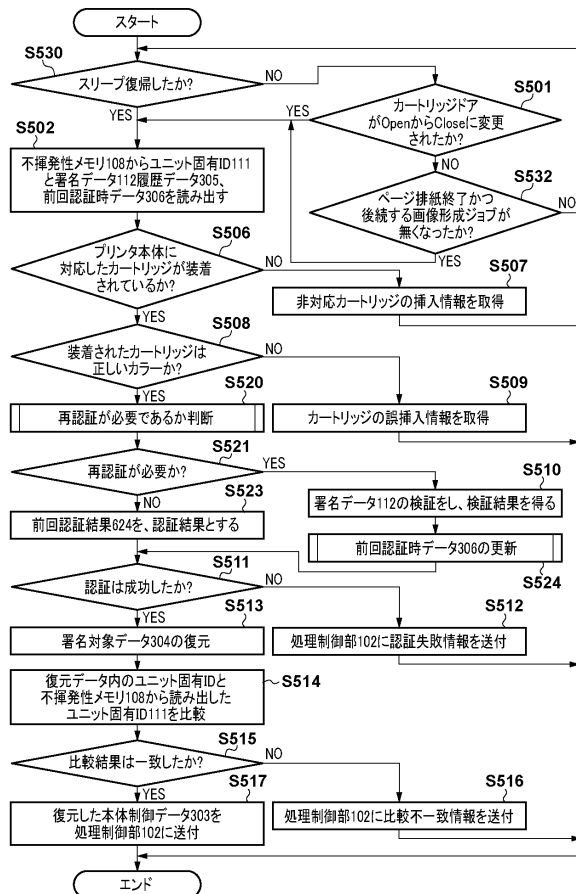 スタート
S530
スリープ復帰したか?
NO
YES
S501
カートリッジドア
がOpenからCloseに変更
されたか?
YES
NO
S502
不揮発性メモリ108からユニット固有ID111
と署名データ112履歴データ305、
前回認証時データ306を読み出す
S532
ページ排紙終了かつ
後続する画像形成ジョブが
無くなったか?
NO
YES
S506
プリンタ本体に
対応したカートリッジが装着
されているか?
NO
YES
S507
非対応カートリッジの挿入情報を取得
S508
装着されたカートリッジは
正しいカラーか?
NO
YES
S509
カートリッジの誤挿入情報を取得
S520
再認証が必要であるか判断
S521
再認証が必要か?
YES
NO
S510
署名データ112の検証をし、検証結果を得る
S523
前回認証結果624を、認証結果とする
前回認証時データ306の更新
S524
S511
認証は成功したか?
NO
YES
S512
処理制御部102に認証失敗情報を送付
S513
署名対象データ304の復元
S514
復元データ内のユニット固有IDと
不揮発性メモリ108から読み出した
ユニット固有ID111を比較
S515
比較結果は一致したか?
NO
YES
S516
処理制御部102に比較不一致情報を送付
S517
復元した本体制御データ303を
処理制御部102に送付
エンド